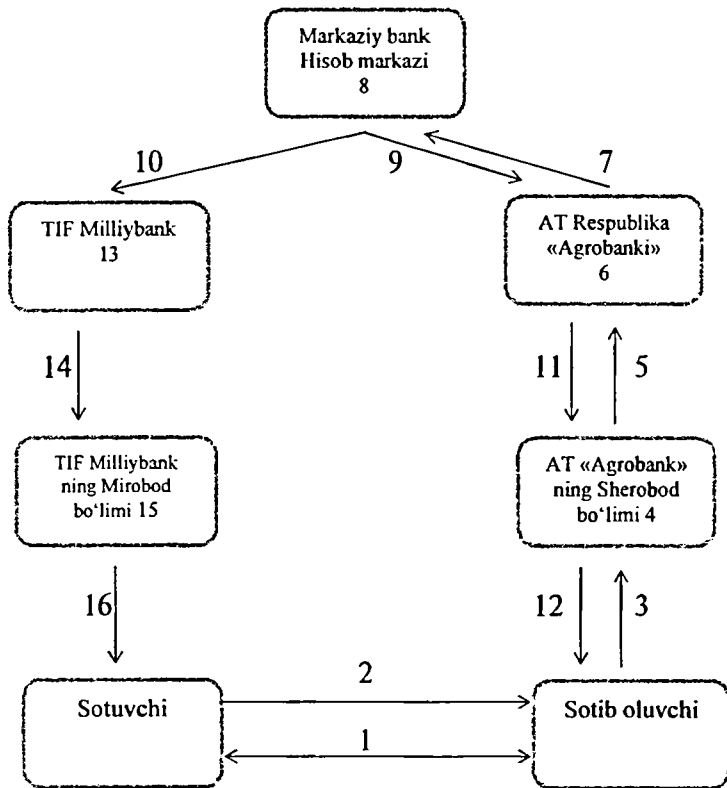 Markaziy bank
Hisob markazi
8
10
9
7
TIF Milliybank
13
AT Respublika
«Agrobanki»
6
14
11
5
TIF Milliybank
ning Mirobod
bo‘limi 15
AT «Agrobank»
ning Sherobod
bo‘limi 4
16
12
3
Sotuvchi
2
1
Sotib oluvchi